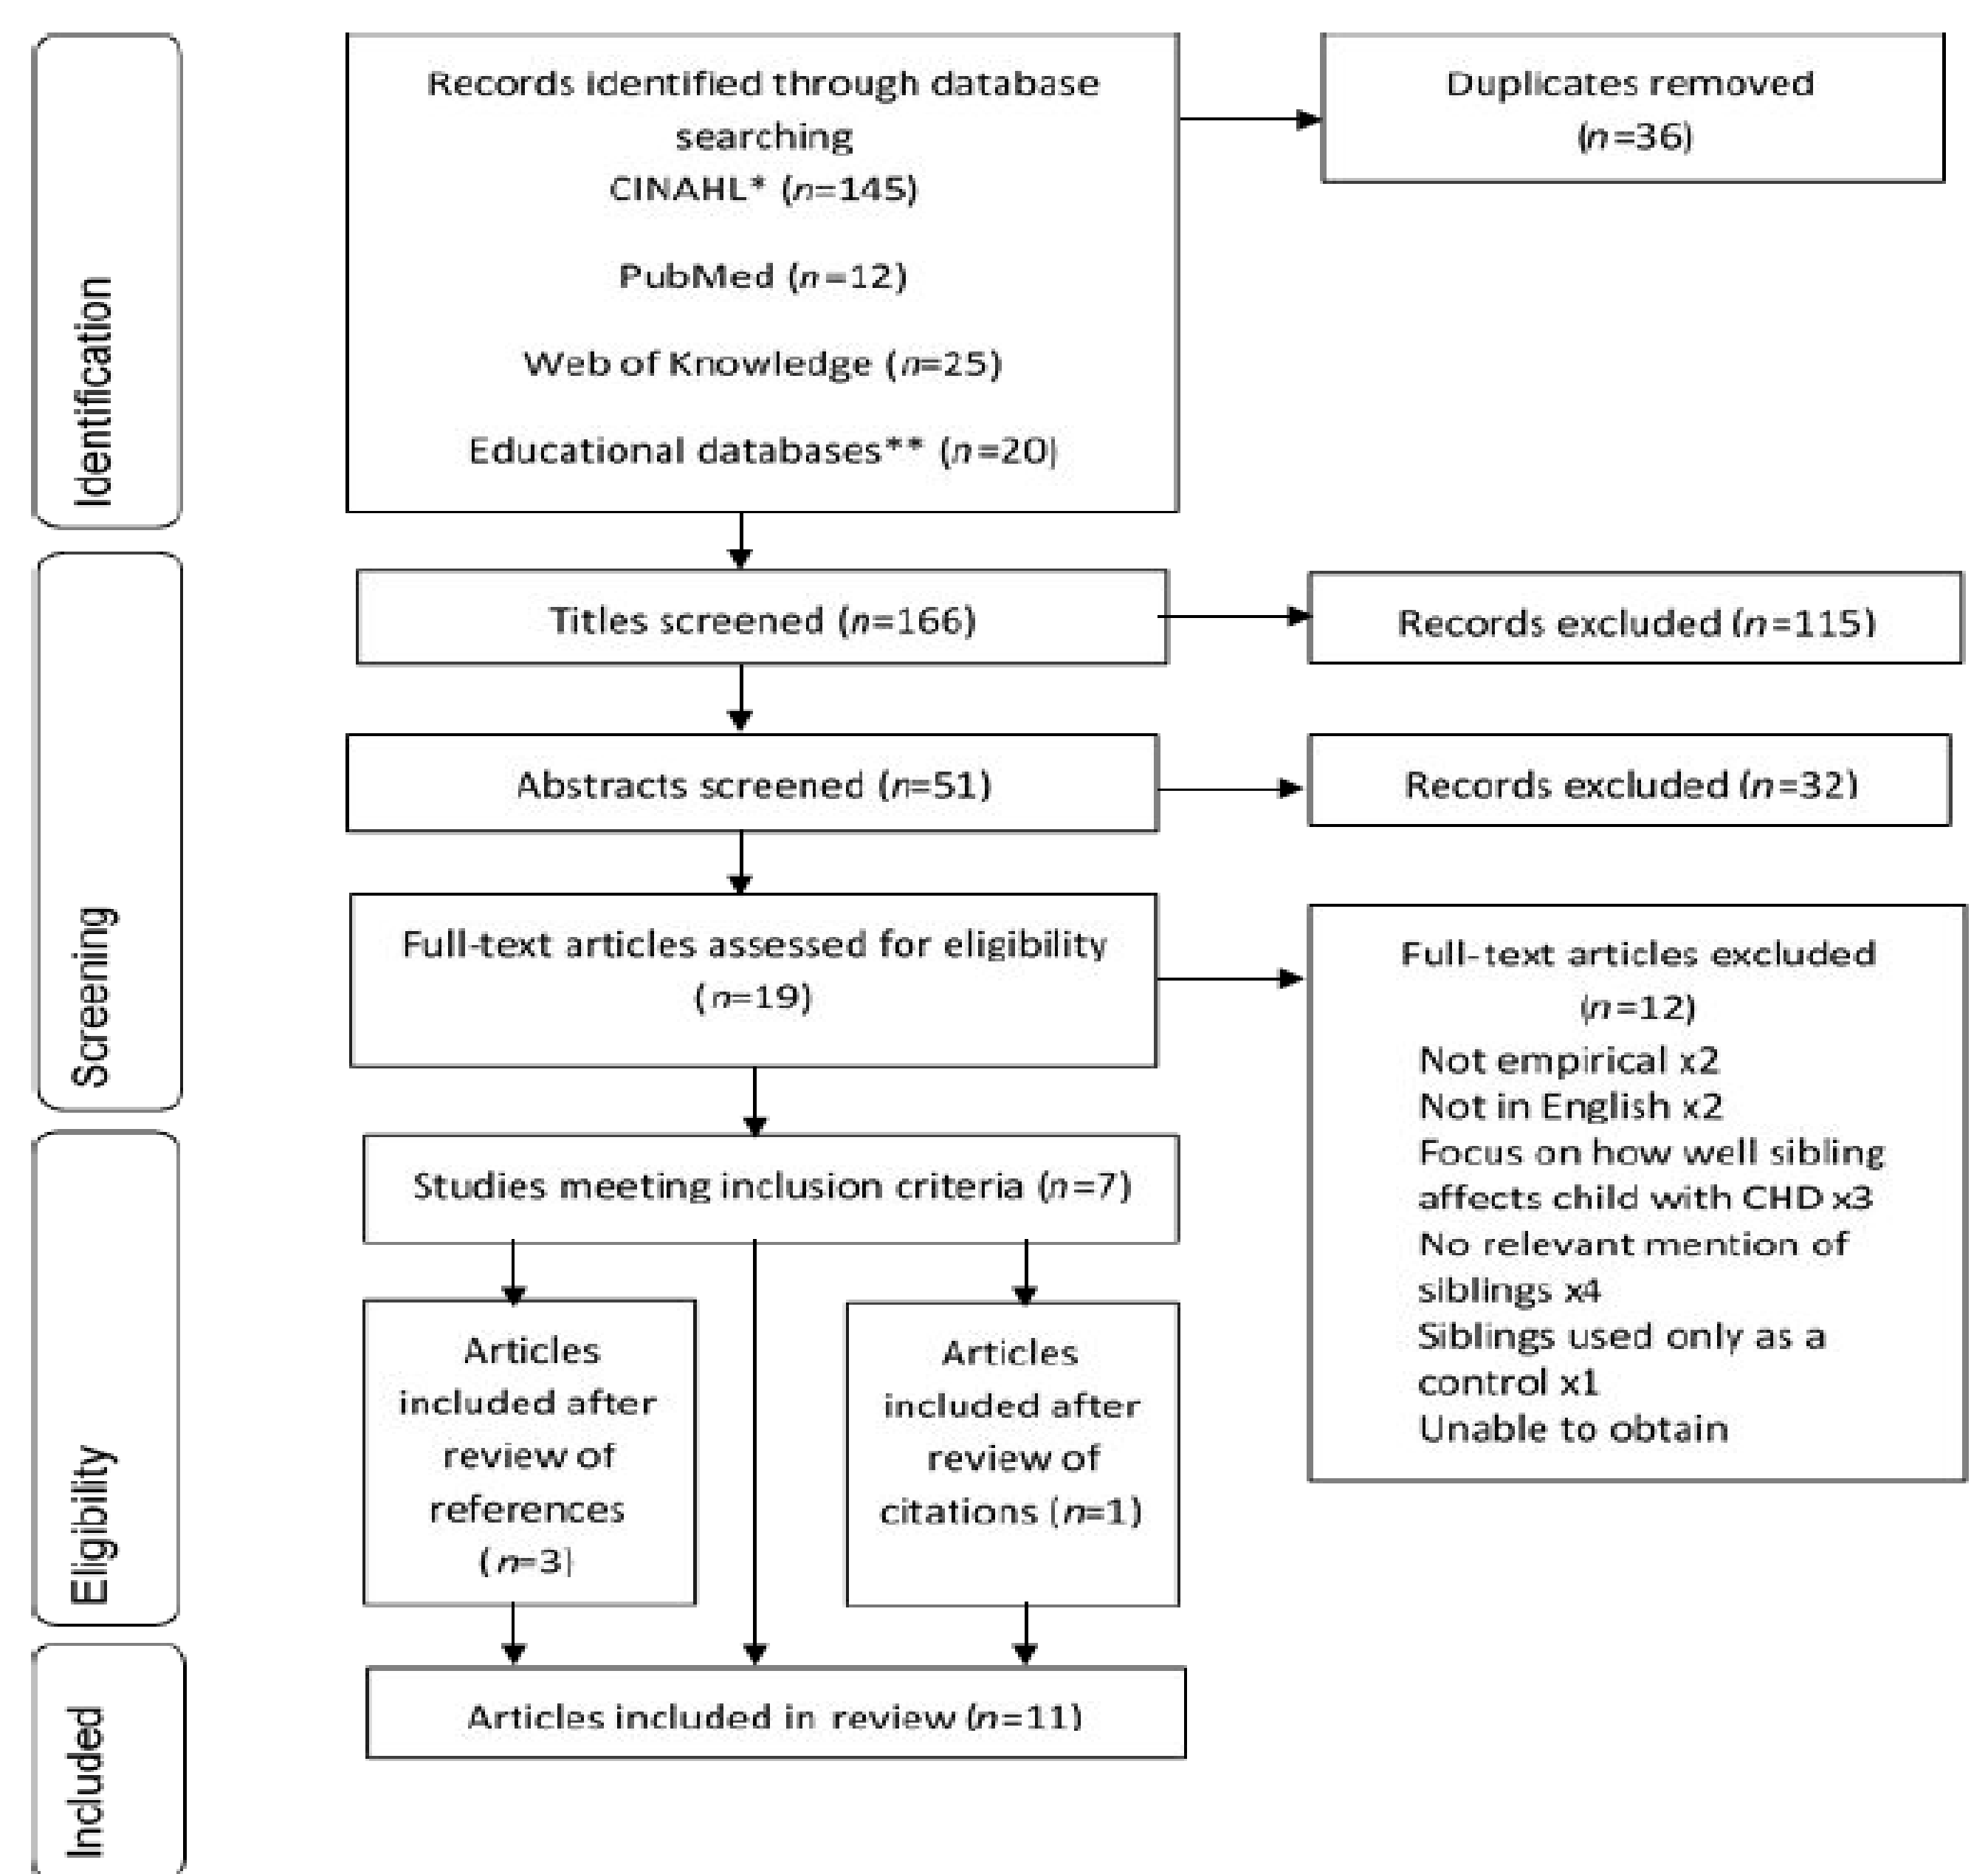 Identification
Records identified through database
searching
CINAHL* (n=145)
PubMed (n=12)
Web of Knowledge (n=25)
Educational databases** (n=20)
Duplicates removed
(n=36)
Screening
Titles screened (n=166)
Records excluded (n=115)
Abstracts screened (n=51)
Records excluded (n=32)
Full-text articles assessed for eligibility
(n=19)
Full-text articles excluded
(n=12)
Not empirical x2
Not in English x2
Focus on how well sibling
affects child with CHD x3
No relevant mention of
siblings x4
Siblings used only as a
control x1
Unable to obtain
Eligibility
Studies meeting inclusion criteria (n=7)
Articles
included after
review of
references
(n=3)
Articles
included after
review of
citations (n=1)
Included
Articles included in review (n=11)